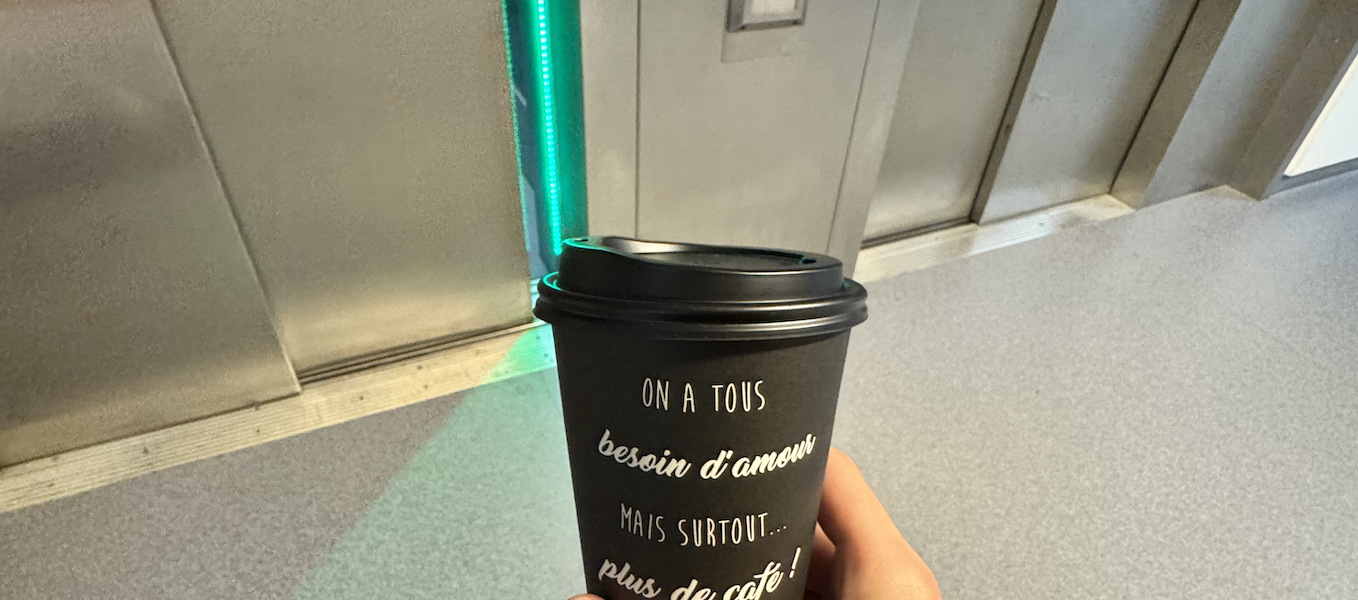 ON A TOUS
besoin d'amour
MAIS SURTOUT...
plus de café !